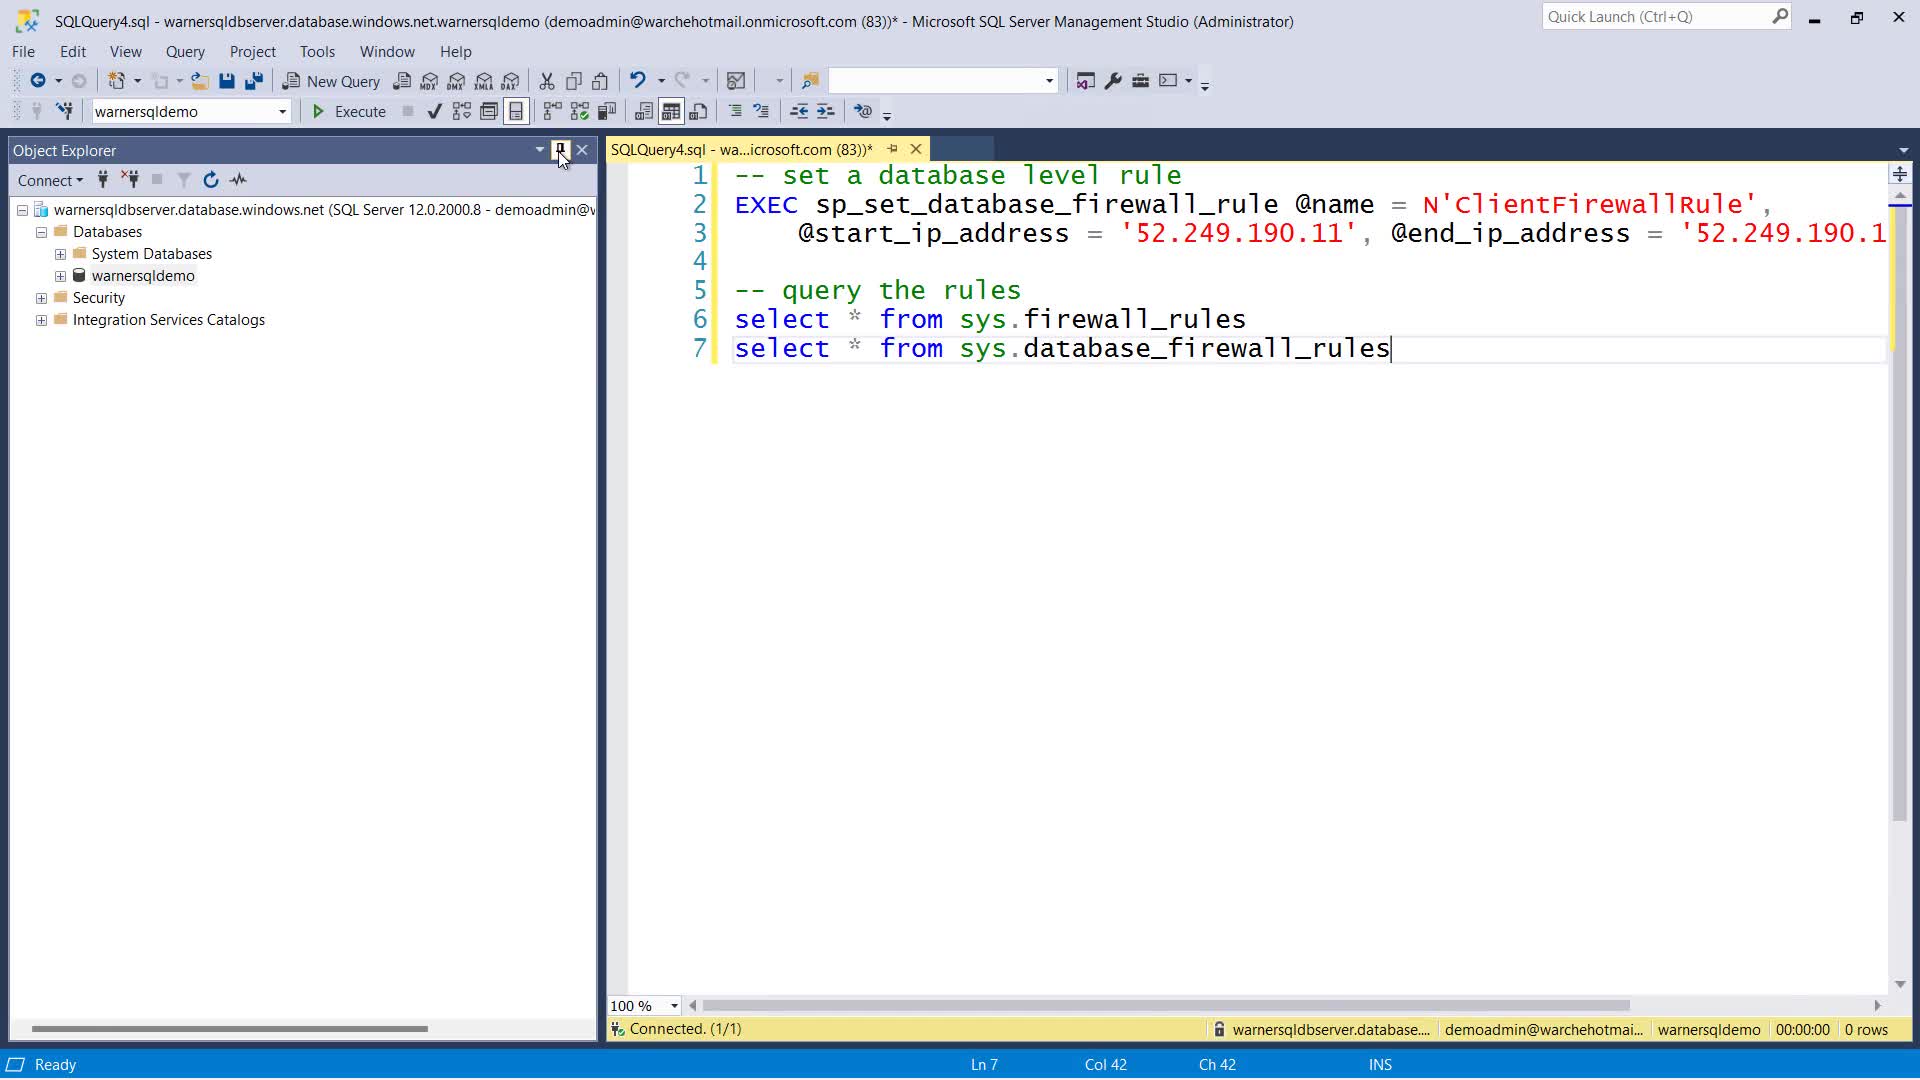 SQLQuery4.sql - warnersqldbserver.database.windows.net.warnersqldemo (demoadmin@warchehotmail.onmicrosoft.com (83))* - Microsoft SQL Server Management Studio (Administrator)
Quick Launch (Ctrl+Q)
File Edit View Query Project Tools Window Help
New Query MDX DMX XMLA DAX
warnersqldemo Execute
Object Explorer
SQLQuery4.sql - wa...icrosoft.com (83))*
Connect
warnersqldbserver.database.windows.net (SQL Server 12.0.2000.8 - demoadmin@w
Databases
System Databases
warnersqldemo
Security
Integration Services Catalogs
1 -- set a database level rule
2 EXEC sp_set_database_firewall_rule @name = N'ClientFirewallRule',
3 @start_ip_address = '52.249.190.11', @end_ip_address = '52.249.190.1
4
5 -- query the rules
6 select * from sys.firewall_rules
7 select * from sys.database_firewall_rules
100 %
Connected. (1/1) warnersqldbserver.database.... demoadmin@warchehotmai... warnersqldemo 00:00:00 0 rows
Ready Ln 7 Col 42 Ch 42 INS